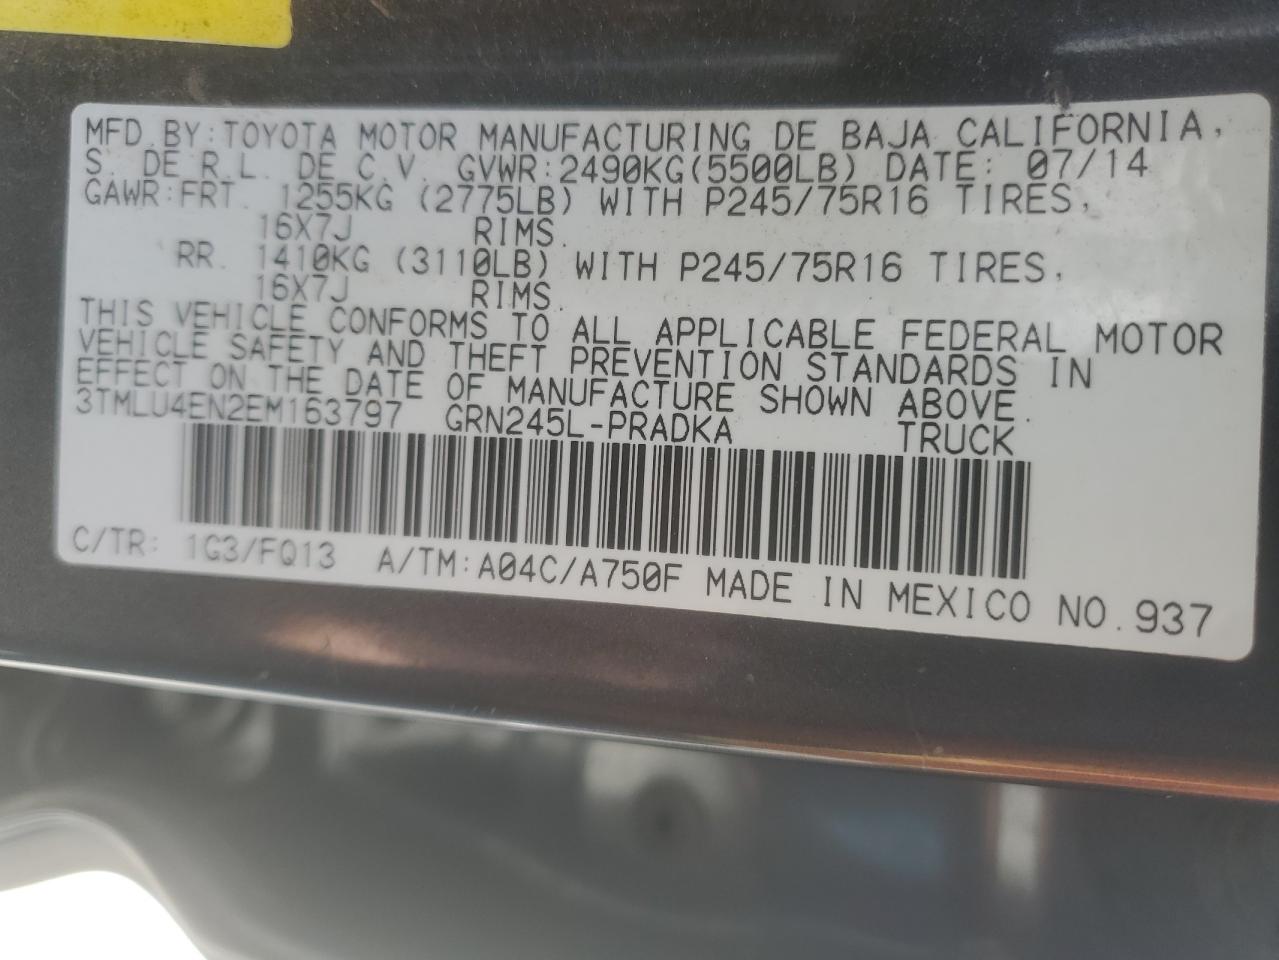 MFD. BY: TOYOTA MOTOR MANUFACTURING DE BAJA CALIFORNIA,
S. DE R.L. DE C.V. GVWR: 2490KG(5500LB) DATE: 07/14
GAWR: FRT. 1255KG (2775LB) WITH P245/75R16 TIRES,
16X7J RIMS.
RR. 1410KG (3110LB) WITH P245/75R16 TIRES,
16X7J RIMS.
THIS VEHICLE CONFORMS TO ALL APPLICABLE FEDERAL MOTOR
VEHICLE SAFETY AND THEFT PREVENTION STANDARDS IN
EFFECT ON THE DATE OF MANUFACTURE SHOWN ABOVE.
3TMLU4EN2EM163797 GRN245L-PRADKA TRUCK
C/TR: 1G3/FQ13 A/TM: A04C/A750F MADE IN MEXICO NO. 937